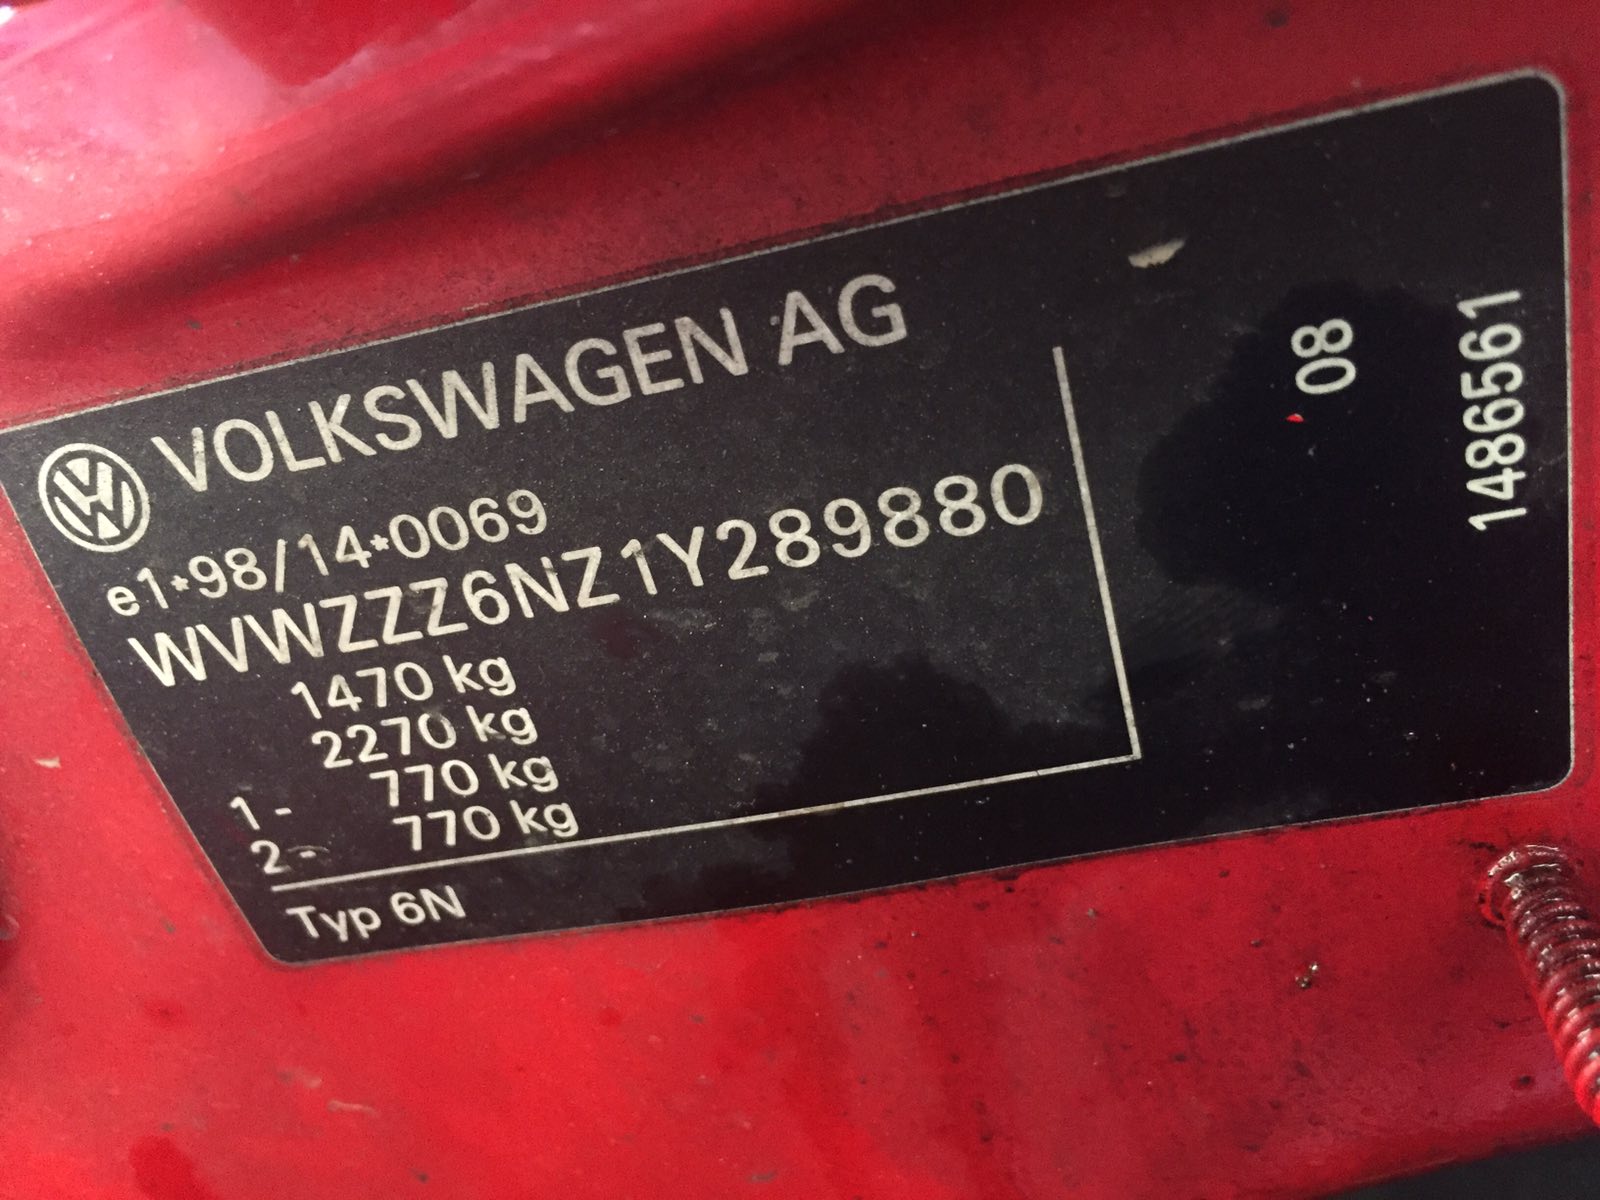 VOLKSWAGEN AG
e1*98/14*0069
WVWZZZ6NZ1Y289880
1470 kg
2270 kg
1- 770 kg
2- 770 kg
Typ 6N
08
1486561